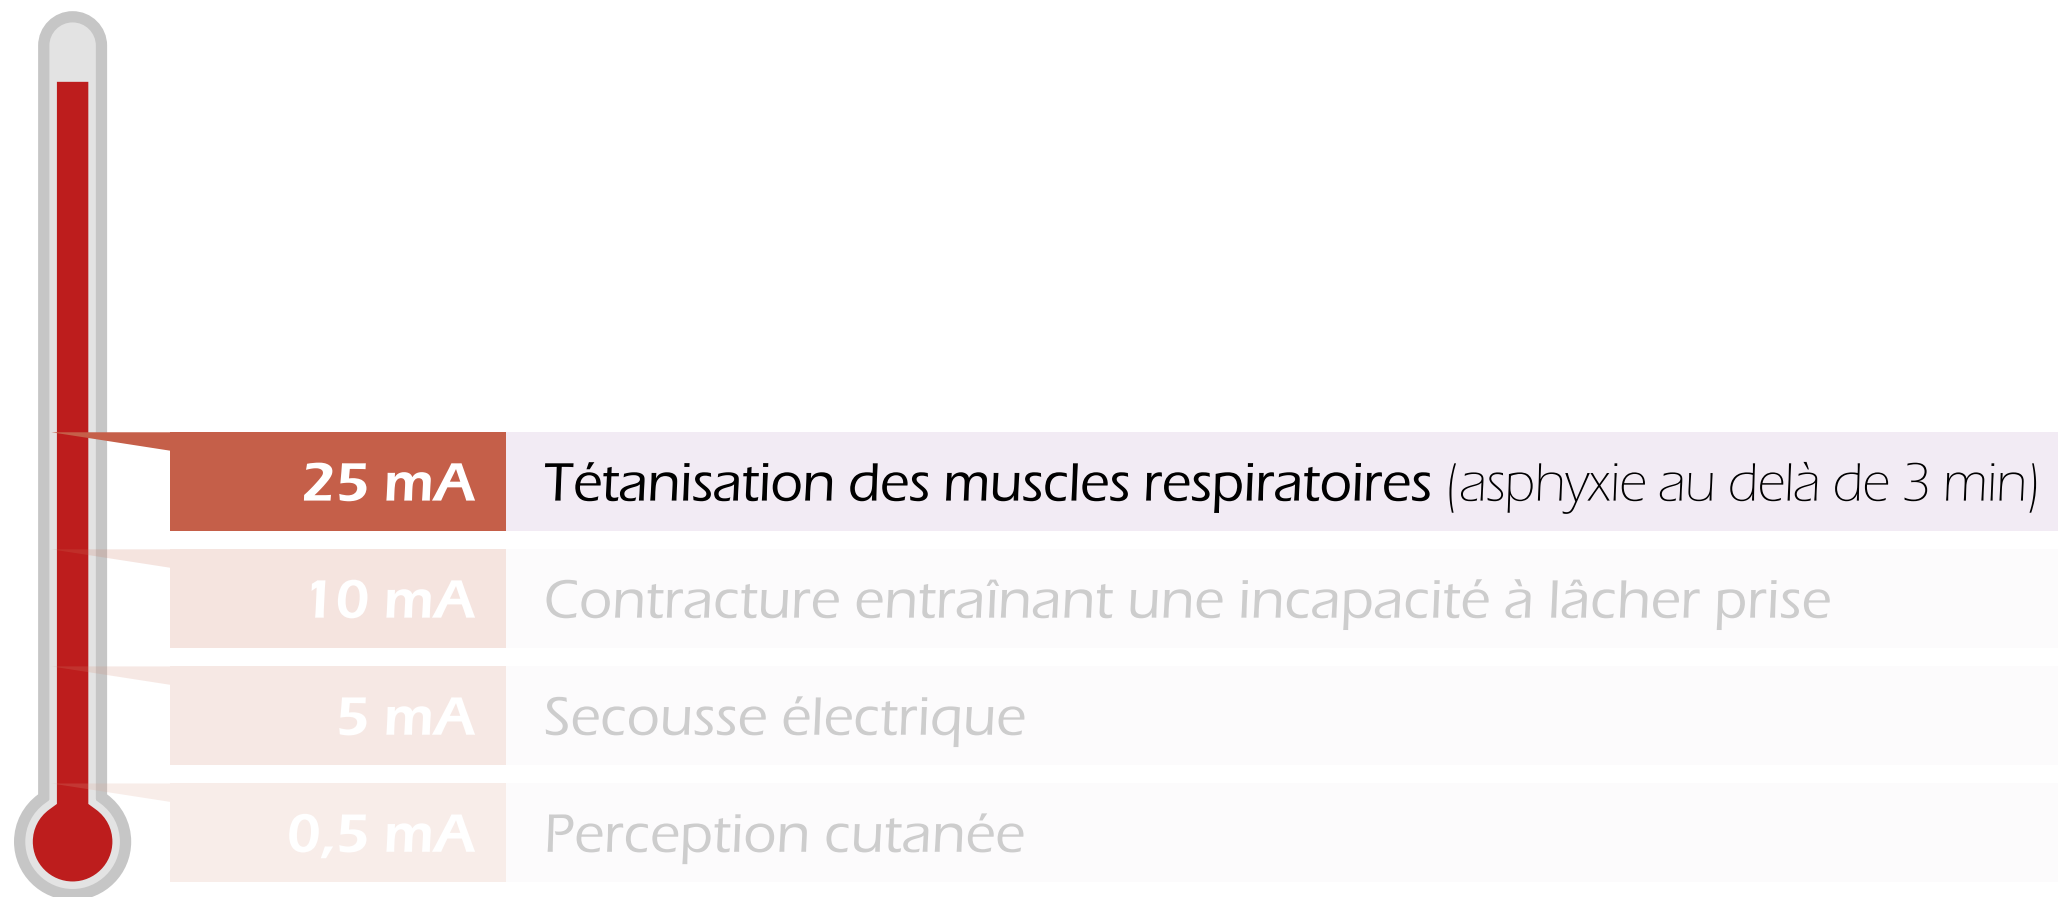 25 mA Tétanisation des muscles respiratoires (asphyxie au delà de 3 min)
10 mA Contracture entraînant une incapacité à lâcher prise
5 mA Secousse électrique
0,5 mA Perception cutanée